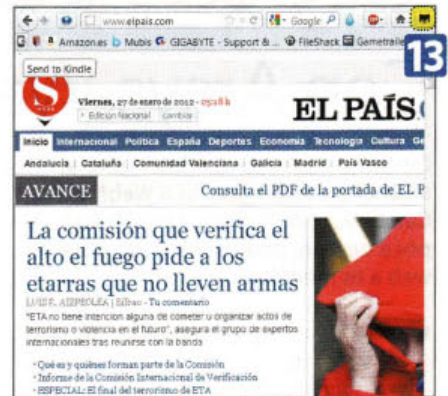 www.elpais.com
Google
13
Amazon.es Mubis GIGABYTE - Support & ... FileShack Gametraile
Send to Kindle
S
Viernes, 27 de enero de 2012 - 05:18 h
Edición Nacional cambiar
EL PAÍS
Inicio Internacional Política España Deportes Economía Tecnología Cultura Ge
Andalucía Cataluña Comunidad Valenciana Galicia Madrid País Vasco
AVANCE
Consulta el PDF de la portada de EL P
La comisión que verifica el
alto el fuego pide a los
etarras que no lleven armas
LUIS R. AIZPEOLEA | Bilbao - Tu comentario
"ETA no tiene intención alguna de cometer u organizar actos de
terrorismo o violencia en el futuro", asegura el grupo de expertos
internacionales tras reunirse con la banda
· Qué es y quiénes forman parte de la Comisión
· Informe de la Comisión Internacional de Verificación
· ESPECIAL: El final del terrorismo de ETA